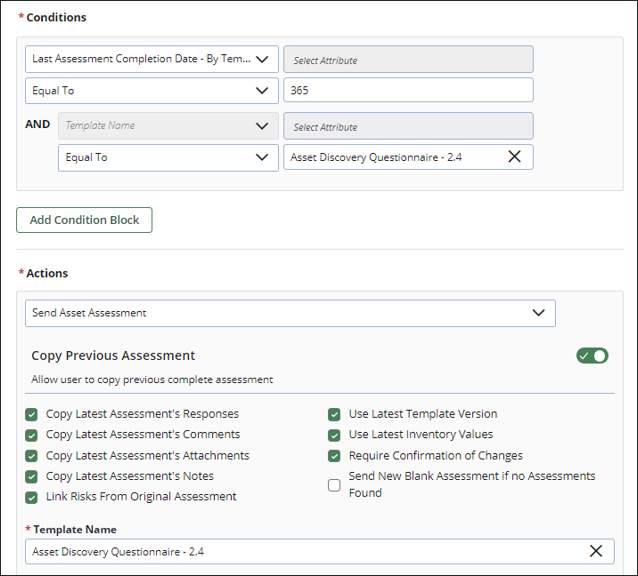 * Conditions
Last Assessment Completion Date - By Tem...
Select Attribute
Equal To
365
AND
Template Name
Select Attribute
Equal To
Asset Discovery Questionnaire - 2.4
Add Condition Block
* Actions
Send Asset Assessment
Copy Previous Assessment
Allow user to copy previous complete assessment
Copy Latest Assessment's Responses
Copy Latest Assessment's Comments
Copy Latest Assessment's Attachments
Copy Latest Assessment's Notes
Link Risks From Original Assessment
Use Latest Template Version
Use Latest Inventory Values
Require Confirmation of Changes
Send New Blank Assessment if no Assessments
Found
* Template Name
Asset Discovery Questionnaire - 2.4